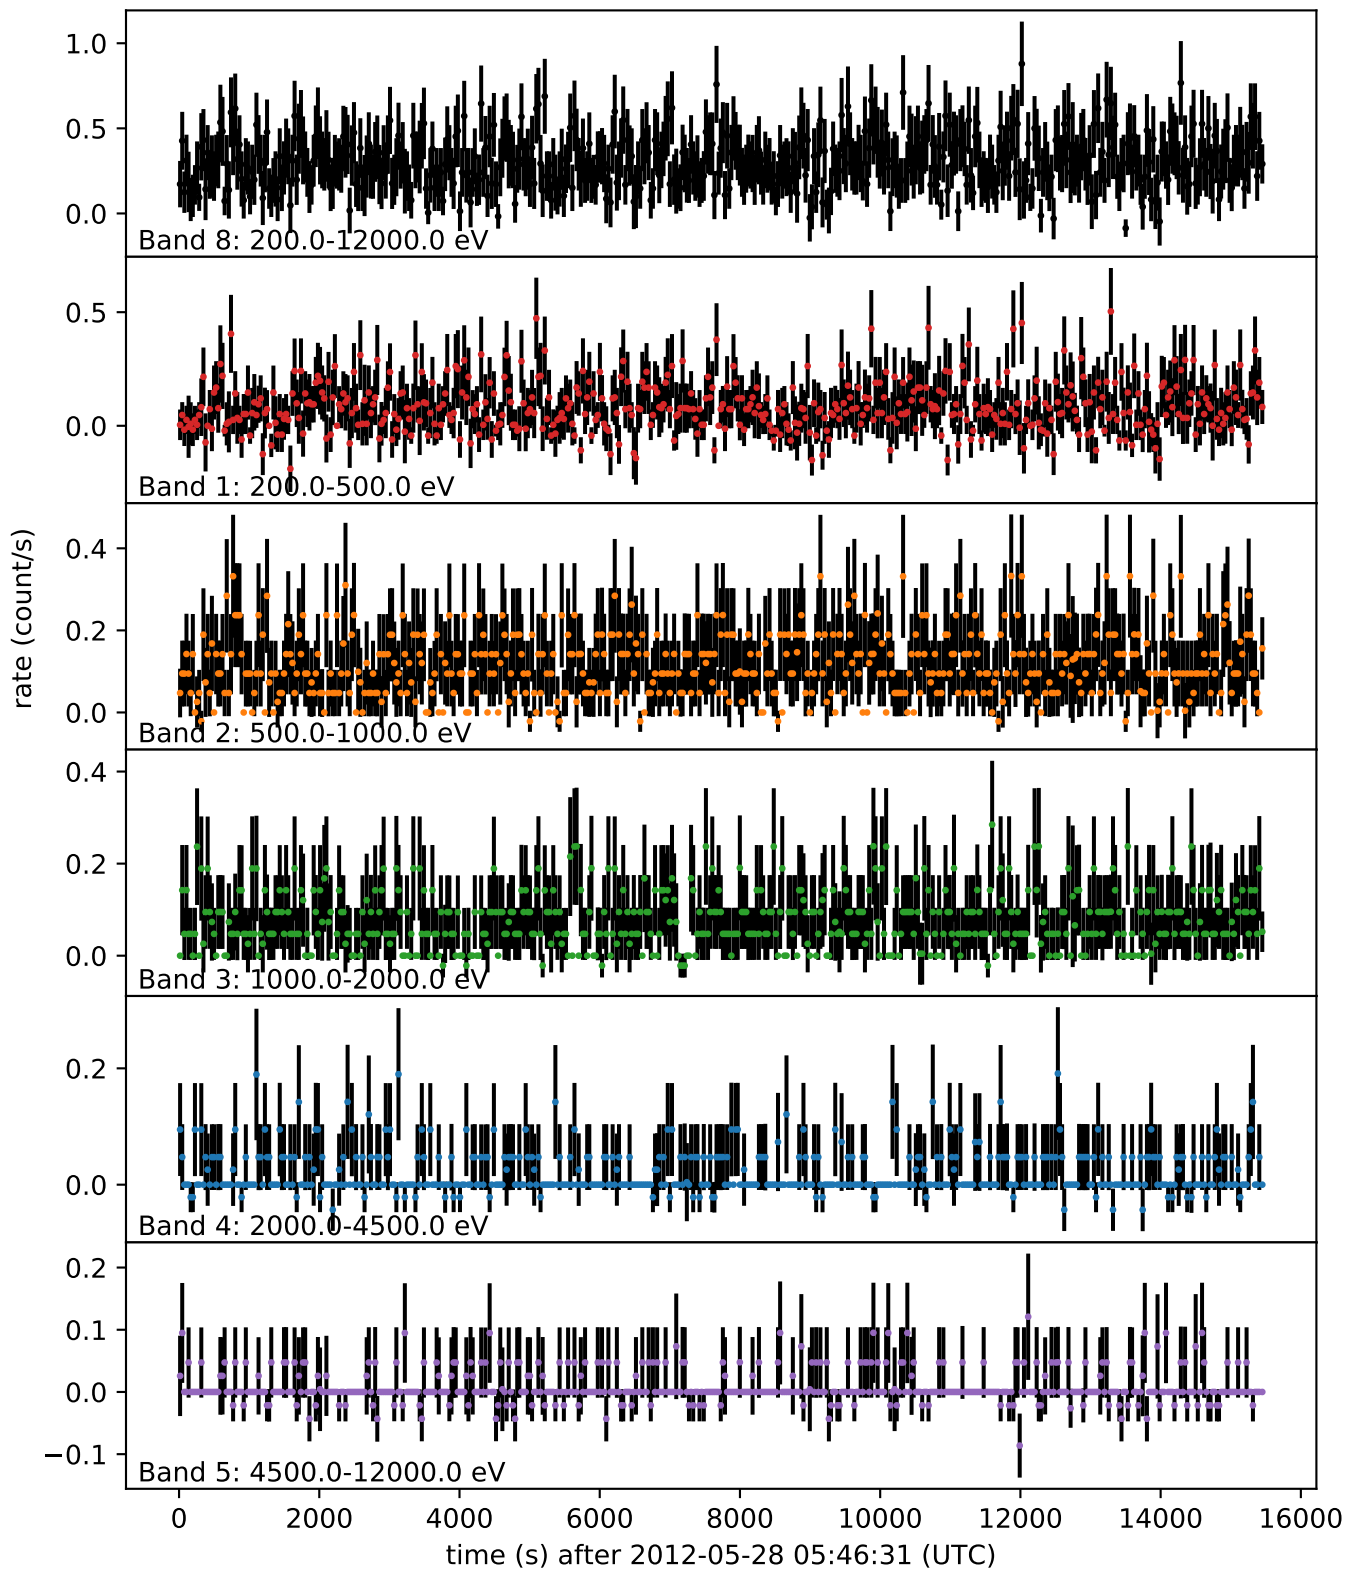 1.0
0.5
0.0
Band 8: 200.0-12000.0 eV
0.5
0.0
Band 1: 200.0-500.0 eV
rate (count/s)
0.4
0.2
0.0
Band 2: 500.0-1000.0 eV
0.4
0.2
0.0
Band 3: 1000.0-2000.0 eV
0.2
0.0
Band 4: 2000.0-4500.0 eV
0.2
0.1
0.0
−0.1
Band 5: 4500.0-12000.0 eV
0 2000 4000 6000 8000 10000 12000 14000 16000
time (s) after 2012-05-28 05:46:31 (UTC)